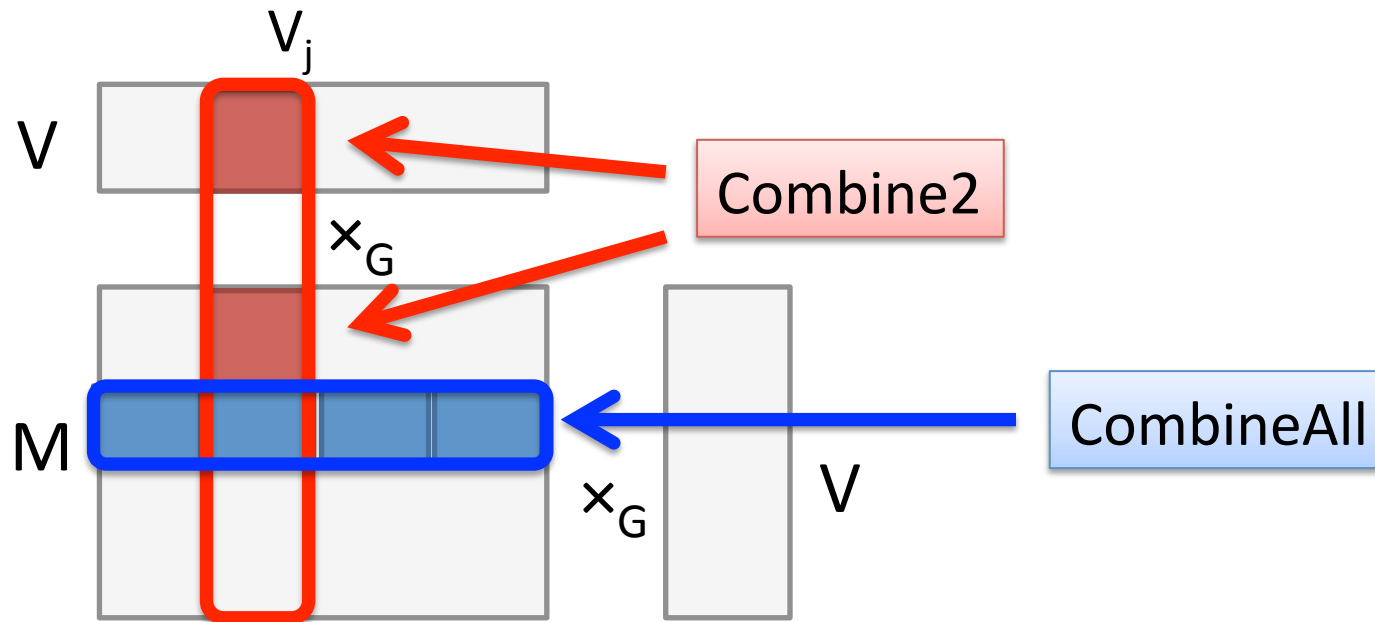 Vⱼ
V
Combine2
×G
M
CombineAll
×G
V